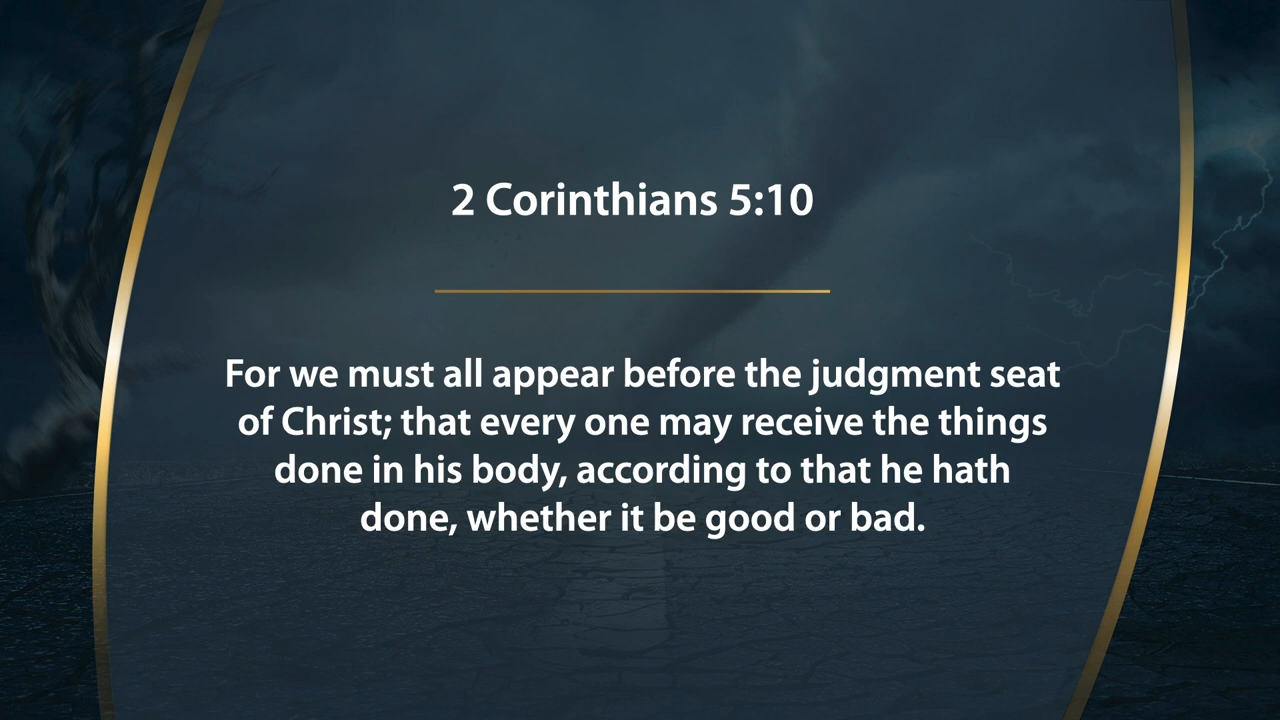 2 Corinthians 5:10
For we must all appear before the judgment seat
of Christ; that every one may receive the things
done in his body, according to that he hath
done, whether it be good or bad.